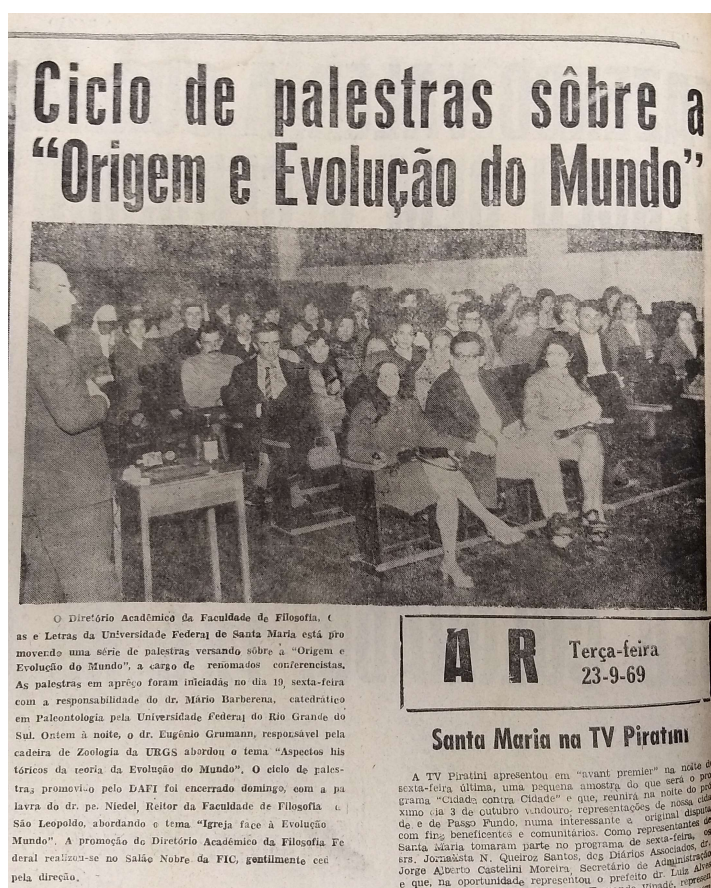 Ciclo de palestras sôbre a
“Origem e Evolução do Mundo”
O Diretório Acadêmico da Faculdade de Filosofia,
as e Letras da Universidade Federal de Santa Maria está pro
movendo uma série de palestras versando sôbre a “Origem e
Evolução do Mundo”, a cargo de renomados conferencistas.
As palestras em aprêço foram iniciadas no dia 19, sexta-feira
com a responsabilidade do dr. Mário Barberena, catedrático
em Paleontologia pela Universidade Federal do Rio Grande do
Sul. Ontem à noite, o dr. Eugênio Grumann, responsável pela
cadeira de Zoologia da URGS abordou o tema “Aspectos his
tóricos da teoria da Evolução do Mundo”. O ciclo de pales-
tras promovido pelo DAFI foi encerrado domingo, com a pa
lavra do dr. pe. Niedel, Reitor da Faculdade de Filosofia
São Leopoldo, abordando o tema “Igreja face à Evolução
Mundo”. A promoção do Diretório Acadêmico da Filosofia Fe
deral realizou-se no Salão Nobre da FIC, gentilmente ced
pela direção.
A R
Terça-feira
23-9-69
Santa Maria na TV Piratini
A TV Piratini apresentou em “avant premier” na noite d
sexta-feira última, uma pequena amostra do que será o pro
grama “Cidade contra Cidade” e que, reunirá na noite do pró
ximo dia 3 de outubro vindouro representações de nossa cida
de e de Passo Fundo, numa interessante e original disputa
com fins beneficentes e comunitários. Como representantes de
Santa Maria tomaram parte no programa de sexta-feira, os
srs. Jornalista N. Queiroz Santos, dos Diários Associados, dr.
Jorge Alberto Castelini Moreira, Secretário de Administração
e que, na oportunidade representou o prefeito dr. Luiz Alves